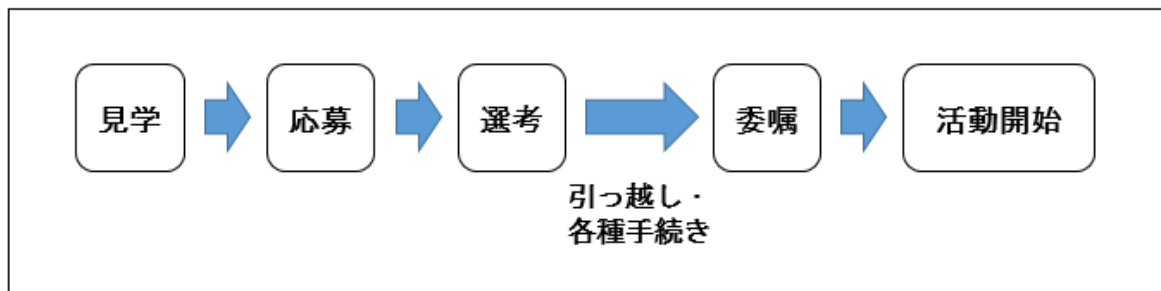 見学
応募
選考
委嘱
活動開始
引っ越し・
各種手続き